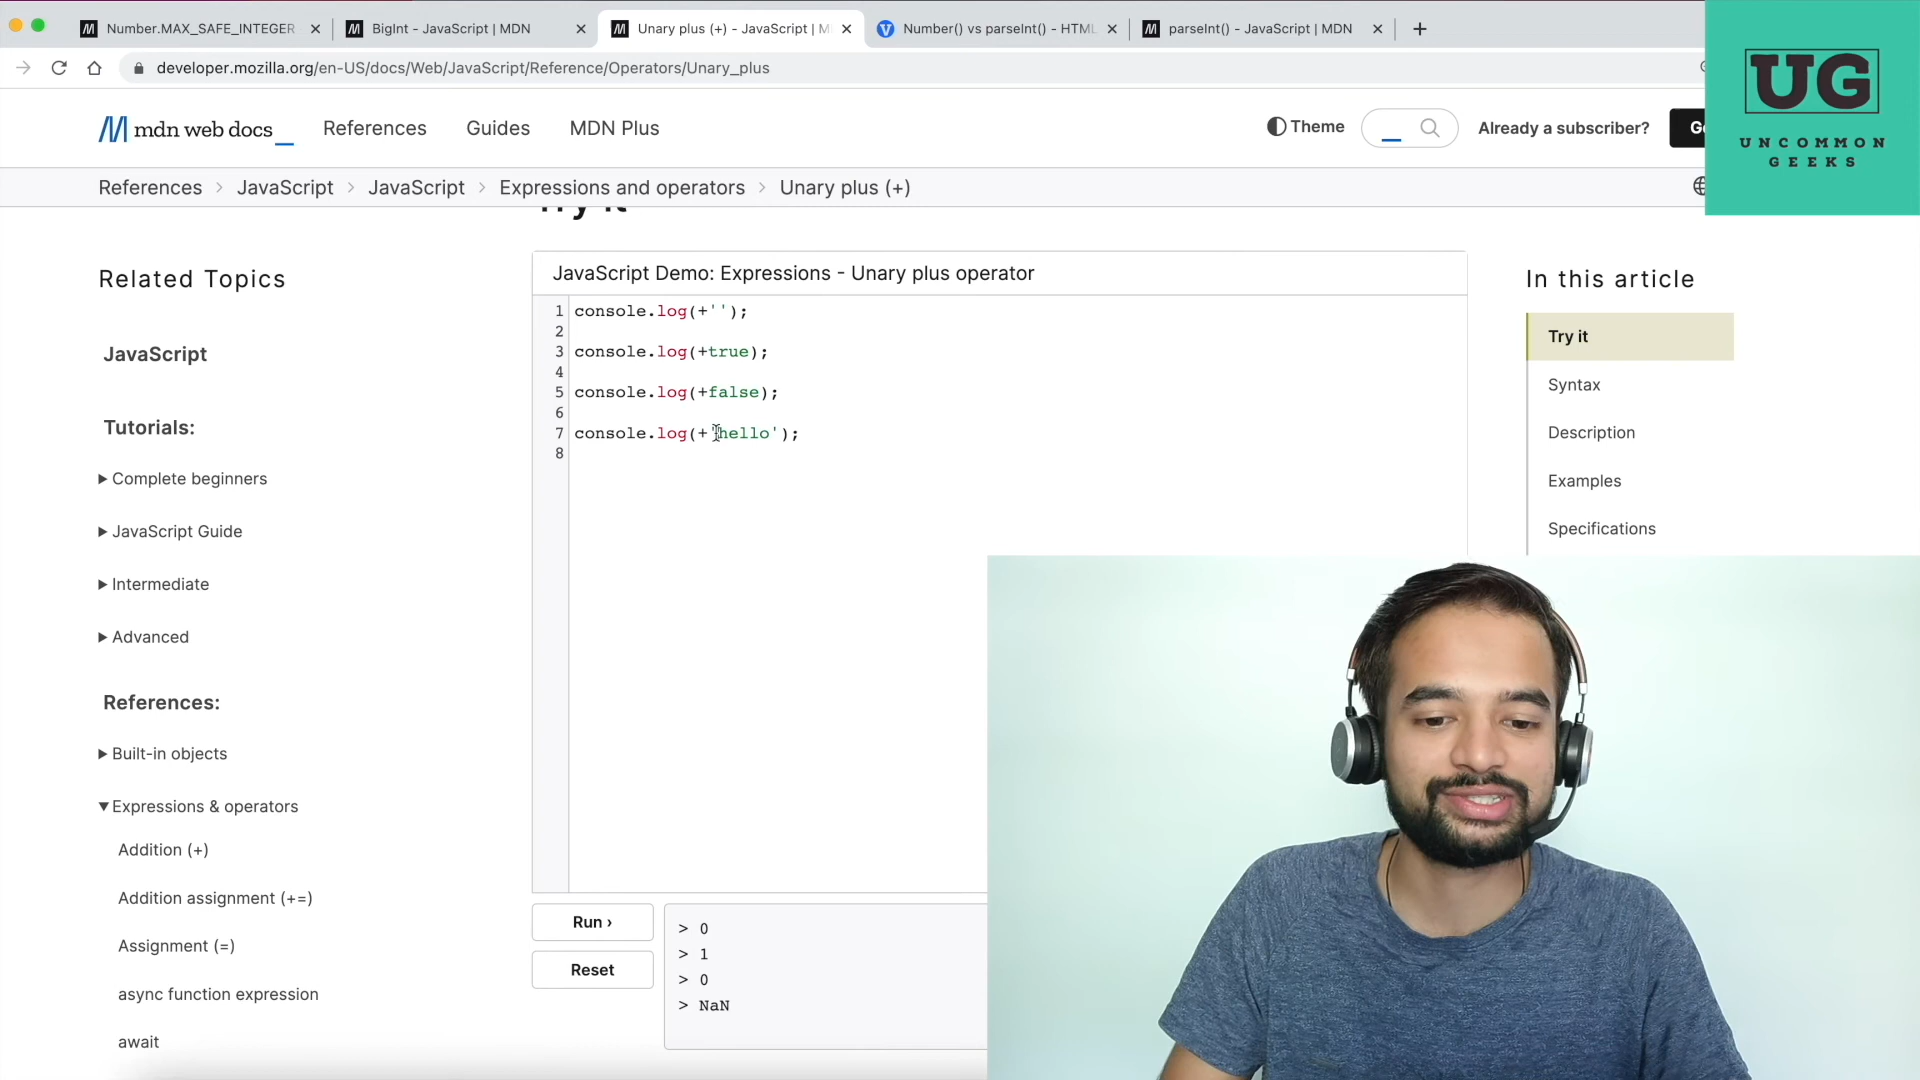 Number.MAX_SAFE_INTEGER
BigInt - JavaScript | MDN
Unary plus (+) - JavaScript | M
Number() vs parseInt() - HTML
parseInt() - JavaScript | MDN
developer.mozilla.org/en-US/docs/Web/JavaScript/Reference/Operators/Unary_plus
UG
UNCOMMON
GEEKS
mdn web docs_
References
Guides
MDN Plus
Theme
Already a subscriber?
References > JavaScript > JavaScript > Expressions and operators > Unary plus (+)
Try it
Related Topics
JavaScript
Tutorials:
Complete beginners
JavaScript Guide
Intermediate
Advanced
References:
Built-in objects
Expressions & operators
Addition (+)
Addition assignment (+=)
Assignment (=)
async function expression
await
JavaScript Demo: Expressions - Unary plus operator
1 console.log(+'');
2
3 console.log(+true);
4
5 console.log(+false);
6
7 console.log(+'hello');
8
Run ›
Reset
> 0
> 1
> 0
> NaN
In this article
Try it
Syntax
Description
Examples
Specifications